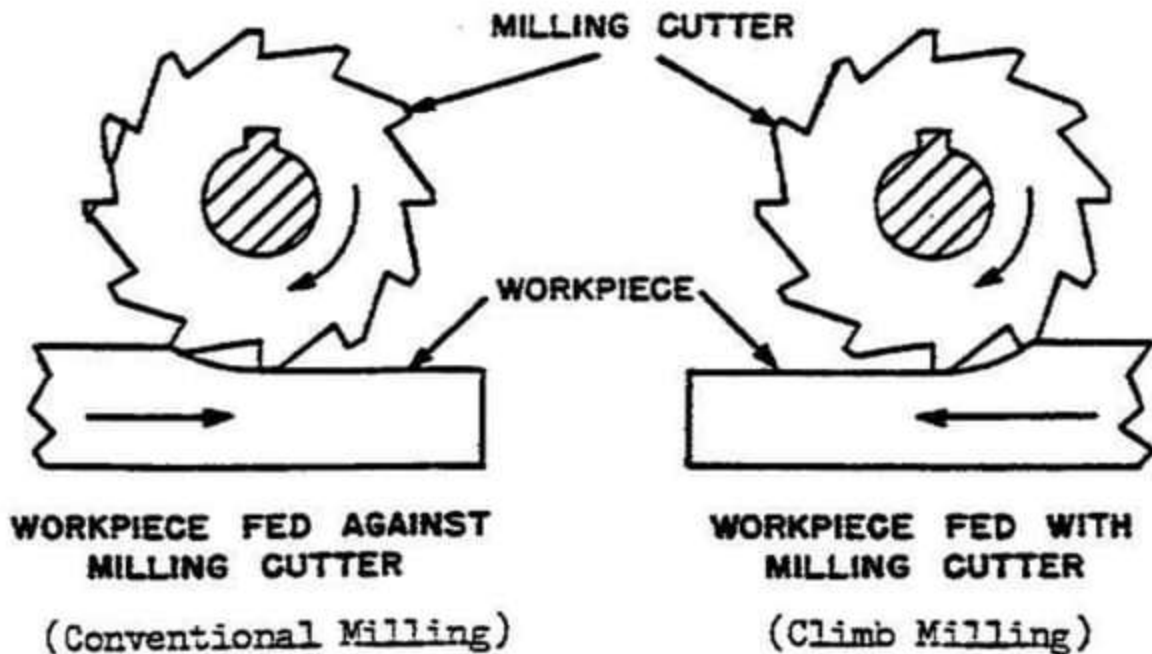 MILLING CUTTER
WORKPIECE
WORKPIECE FED AGAINST
MILLING CUTTER
(Conventional Milling)
WORKPIECE FED WITH
MILLING CUTTER
(Climb Milling)